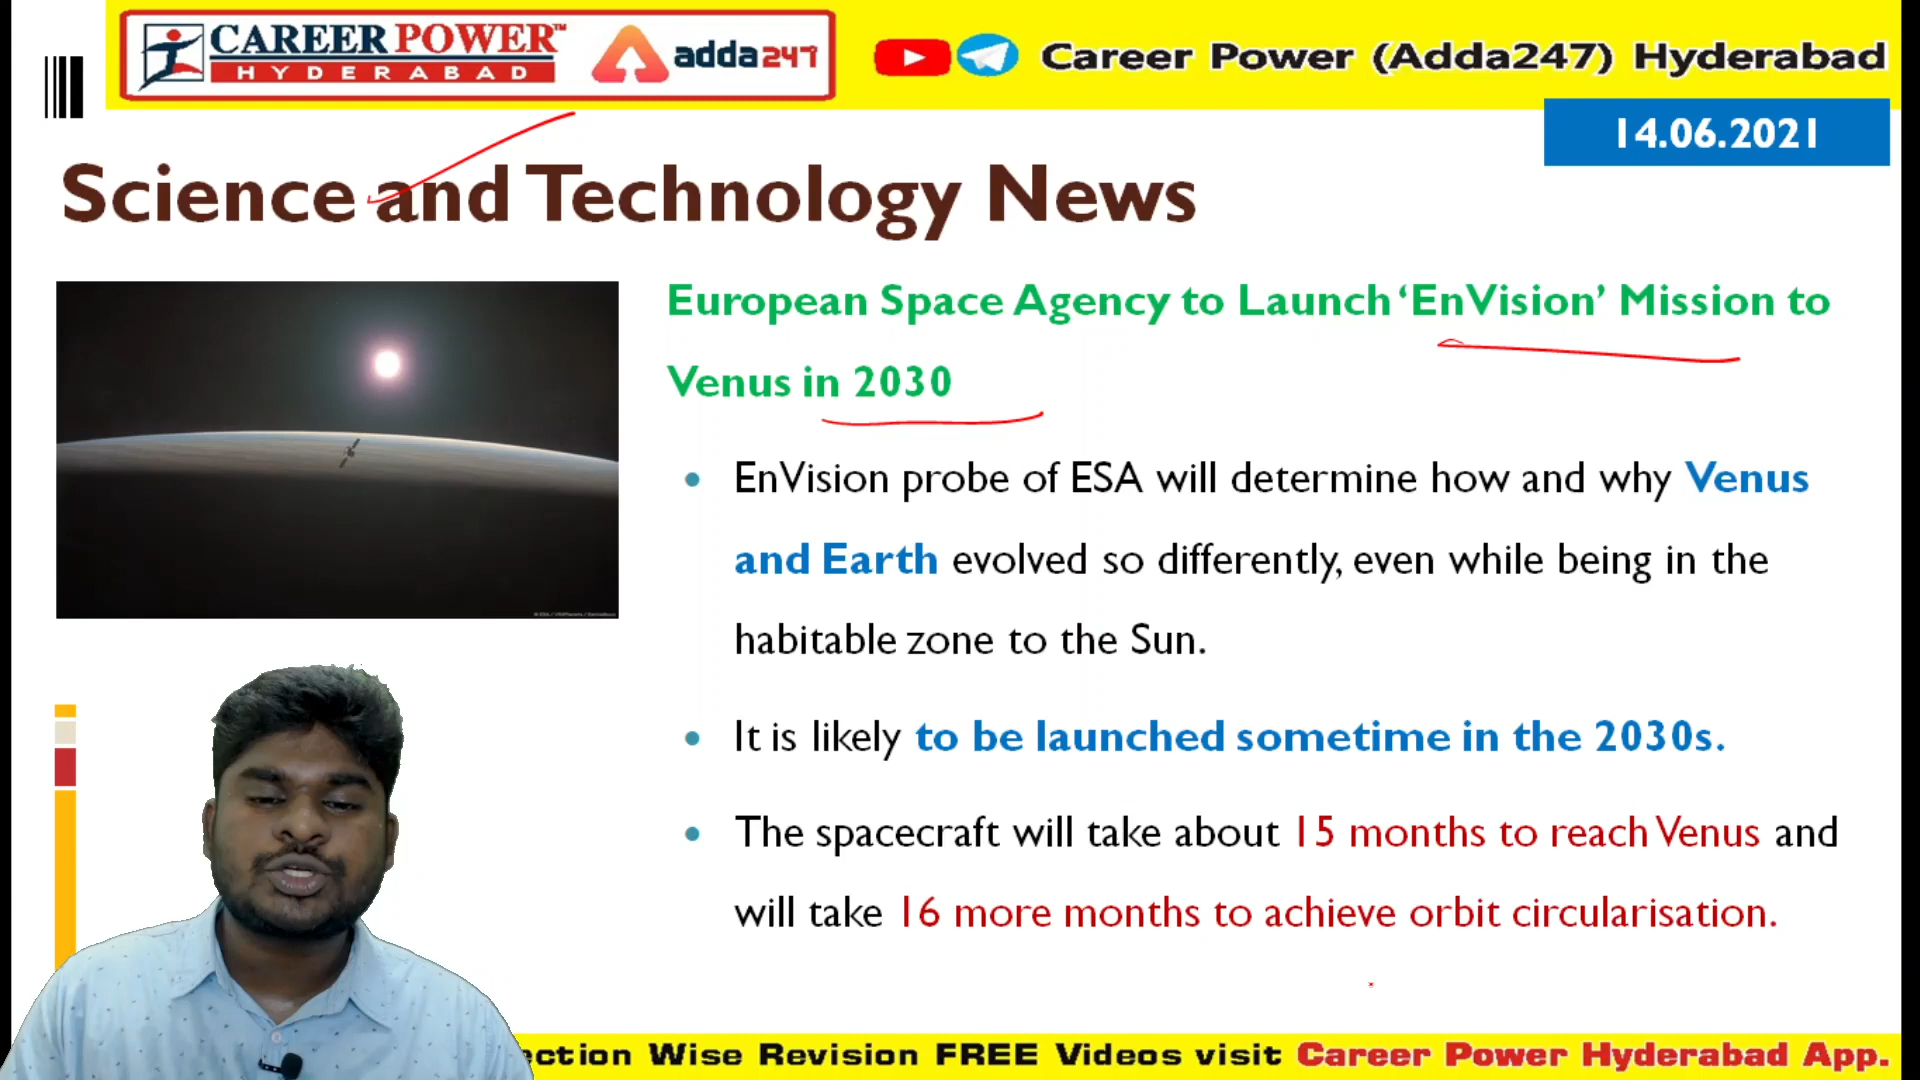 CAREER POWER™
HYDERABAD
adda247
Career Power (Adda247) Hyderabad
14.06.2021
Science and Technology News
European Space Agency to Launch ‘EnVision’ Mission to
Venus in 2030
• EnVision probe of ESA will determine how and why Venus
and Earth evolved so differently, even while being in the
habitable zone to the Sun.
• It is likely to be launched sometime in the 2030s.
• The spacecraft will take about 15 months to reach Venus and
will take 16 more months to achieve orbit circularisation.
ection Wise Revision FREE Videos visit Career Power Hyderabad App.